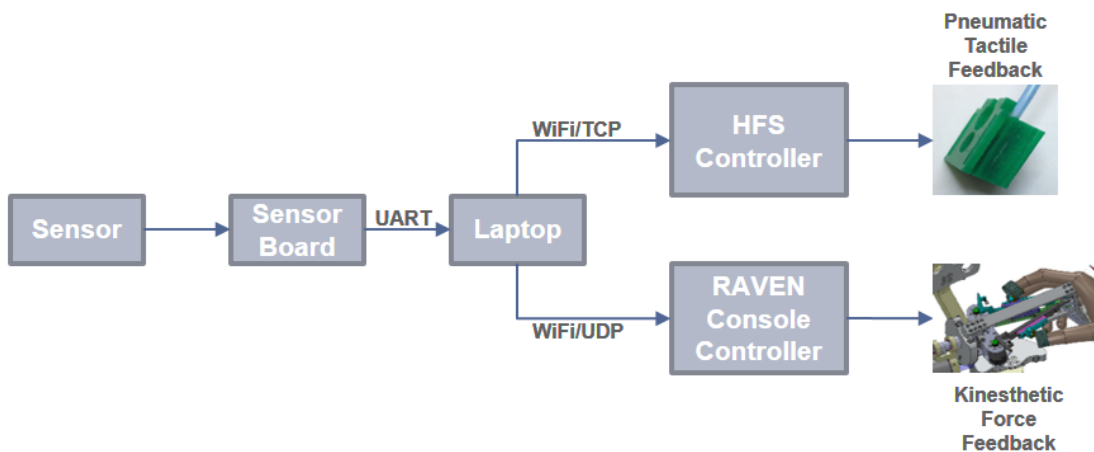 Pneumatic
Tactile
Feedback
WiFi/TCP
HFS
Controller
Sensor
Sensor
Board
UART
Laptop
WiFi/UDP
RAVEN
Console
Controller
Kinesthetic
Force
Feedback